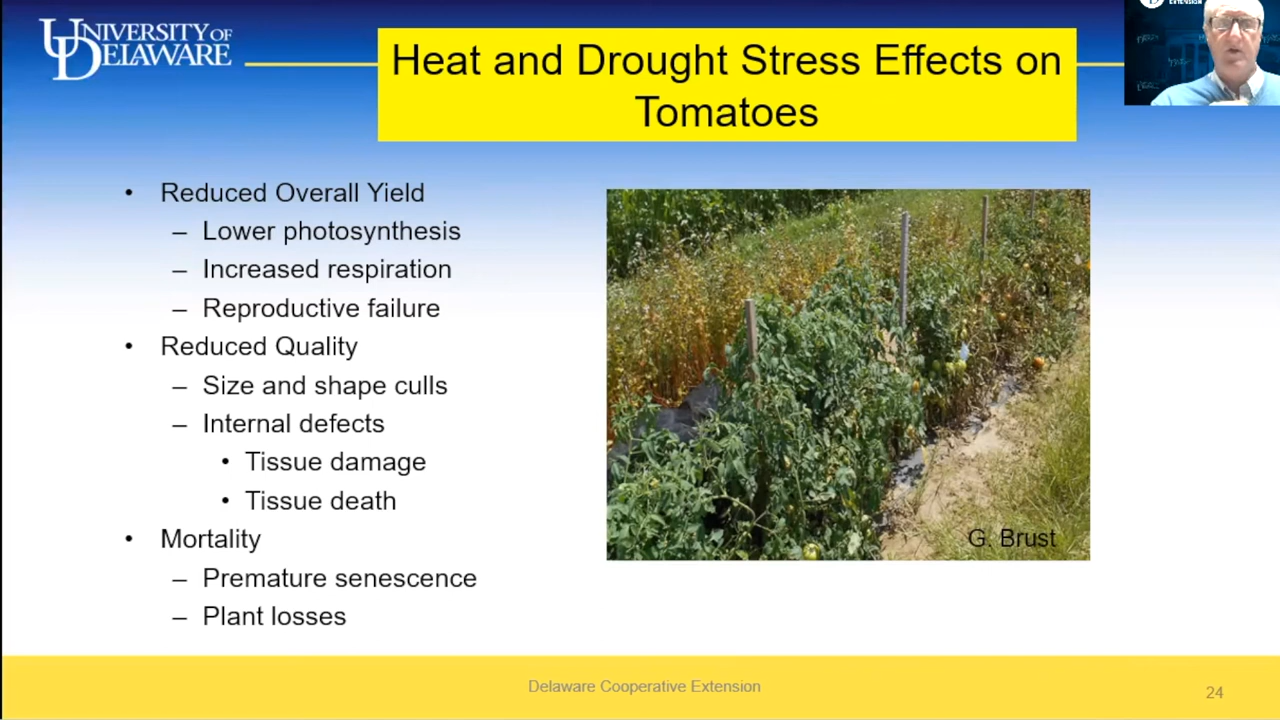 UNIVERSITY OF
DELAWARE
Heat and Drought Stress Effects on
Tomatoes
• Reduced Overall Yield
– Lower photosynthesis
– Increased respiration
– Reproductive failure
• Reduced Quality
– Size and shape culls
– Internal defects
• Tissue damage
• Tissue death
• Mortality
– Premature senescence
– Plant losses
G. Brust
Delaware Cooperative Extension
24